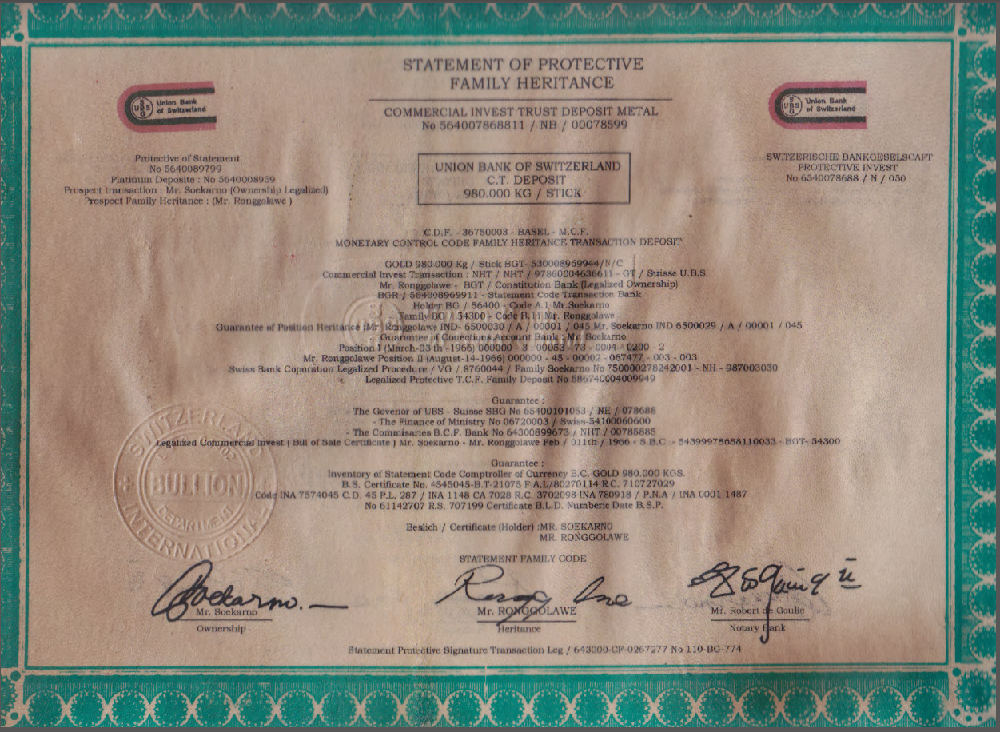 STATEMENT OF PROTECTIVE
FAMILY HERITANCE
COMMERCIAL INVEST TRUST DEPOSIT METAL
No 564007868811 / NB / 00078599
UBS Union Bank
of Switzerland
SBG
UBS Union Bank
of Switzerland
SBG
Protective of Statement
No 5640089799
Platinum Deposite : No 5640008959
Prospect transaction : Mr. Soekarno (Ownership Legalized)
Prospect Family Heritance : (Mr. Ronggolawe )
UNION BANK OF SWITZERLAND
C.T. DEPOSIT
980.000 KG / STICK
SWITZERISCHE BANKGESELSCAFT
PROTECTIVE INVEST
No 6540078688 / N / 050
C.D.F. - 36750003 - BASEL - M.C.F.
MONETARY CONTROL CODE FAMILY HERITANCE TRANSACTION DEPOSIT
GOLD 980.000 Kg / Stick BGT- 530008969944/N/C
Commercial Invest Transaction : NHT / NHT / 97860004636611 - GT / Suisse U.B.S.
Mr. Ronggolawe - BGT / Constitution Bank (Legalized Ownership)
BGR / 564008969911 - Statement Code Transaction Bank
Holder BG / 56400 - Code A.1 Mr.Soekarno
Family BG / 54300 - Code B.11 Mr. Ronggolawe
Guarantee of Position Heritance :Mr. Ronggolawe IND- 6500030 / A / 00001 / 045 Mr. Soekarno IND 6500029 / A / 00001 / 045
Guarantee of Conections Account Bank : Mr. Soekarno
Position I (March-03 th -1966) 000000 - 3 : 00053 - 73 - 0004 - 0200 - 2
Mr. Ronggolawe Position II (August-14-1966) 000000 - 45 - 00002 - 067477 - 003 - 003
Swiss Bank Coporation Legalized Procedure / VG / 8760044 / Family Soekarno No 750000278242001 - NH - 987003030
Legalized Protective T.C.F. Family Deposit No 586740004009949
Guarantee :
- The Govenor of UBS - Suisse SBG No 65400101053 / NH / 078688
- The Finance of Ministry No 06720003 / Swiss-54100060600
- The Commisaries B.C.F. Bank No 64300899673 / NHT / 00785885
Legalized Commercial Invest ( Bill of Sale Certificate ) Mr. Soekarno - Mr. Ronggolawe Feb / 011th / 1966 - S.B.C. - 54399978688110033 - BGT- 54300
Guarantee :
Inventory of Statement Code Comptroller of Currency B.C. GOLD 980.000 KGS.
B.S. Certificate No. 4545045-B.T-21075 F.A.L/80270114 R.C. 710727029
Code INA 7574045 C.D. 45 P.L. 287 / INA 1148 CA 7028 R.C. 3702098 INA 780918 / P.N.A / INA 0001 1487
No 61142707 R.S. 707199 Certificate B.L.D. Numberic Date B.S.P.
Beslich / Certificate (Holder) :MR. SOEKARNO
MR. RONGGOLAWE
STATEMENT FAMILY CODE
SWITZERLAND
BULLION
DEPARTMENT
INTERNATIONAL
Soekarno.
Mr. Soekarno
Ownership
Mr. RONGGOLAWE
Heritance
Mr. Robert de Goulie
Notary Bank
Statement Protective Signature Transaction Leg / 643000-CF-0267277 No 110-BG-774